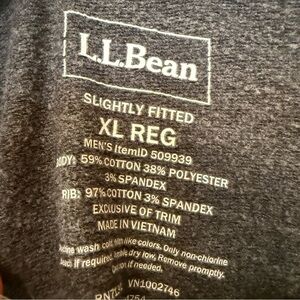 L.L.Bean
SLIGHTLY FITTED
XL REG
MEN'S ItemID 509939
BODY: 59% COTTON 38% POLYESTER
3% SPANDEX
RIB: 97% COTTON 3% SPANDEX
EXCLUSIVE OF TRIM
MADE IN VIETNAM
wash cold with like colors. Only non-chlorine
if required. dry low. Remove promptly.
if needed.
VN1002746